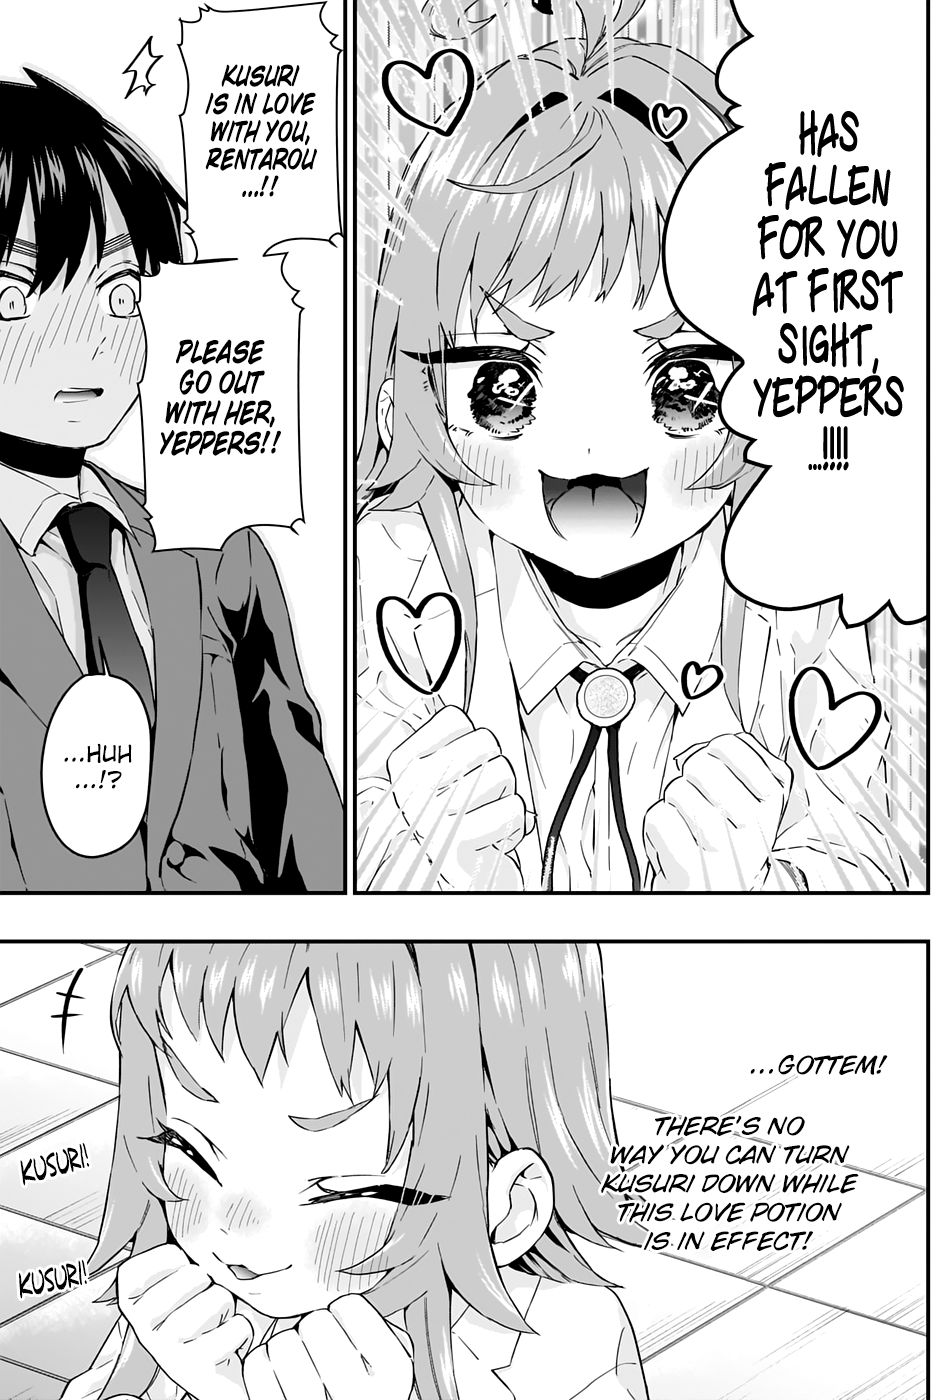 HAS
FALLEN
FOR YOU
AT FIRST
SIGHT,
YEPPERS
...!!!!
KUSURI
IS IN LOVE
WITH YOU,
RENTAROU
...!!
PLEASE
GO OUT
WITH HER,
YEPPERS!!
...HUH
...!?
...GOTTEM!
THERE'S NO
WAY YOU CAN TURN
KUSURI DOWN WHILE
THIS LOVE POTION
IS IN EFFECT!
KUSURI!
KUSURI!